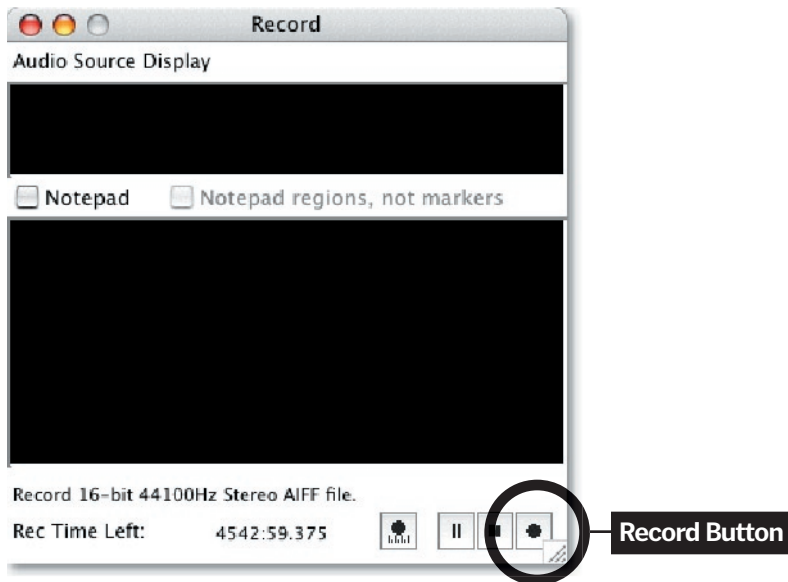 Record
Audio Source Display
Notepad
Notepad regions, not markers
Record 16-bit 44100Hz Stereo AIFF file.
Rec Time Left:
4542:59.375
Record Button